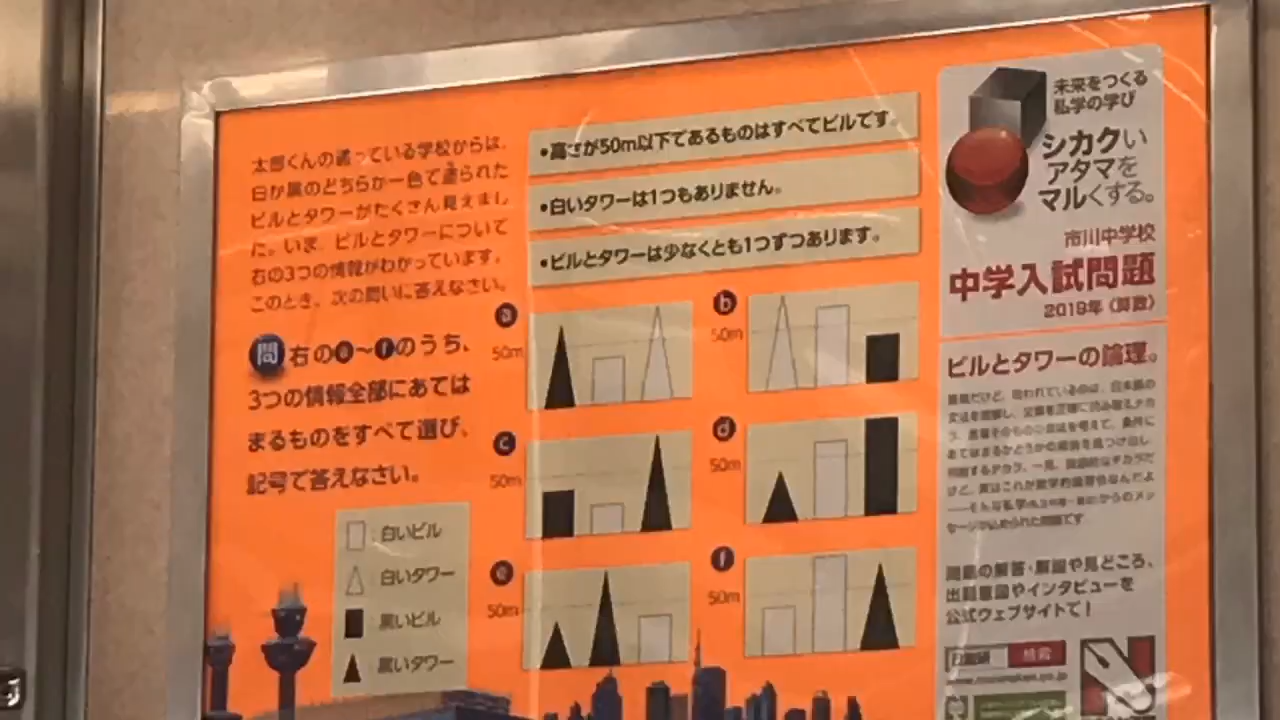 太郎くんの通っている学校からは、
白か黒のどちらか一色で塗られた
ビルとタワーがたくさん見えまし
た。いま、ビルとタワーについて
右の3つの情報がわかっています。
このとき、次の問いに答えなさい。
問 右のa〜fのうち、
3つの情報全部にあては
まるものをすべて選び、
記号で答えなさい。
白いビル
白いタワー
黒いビル
黒いタワー
•高さが50m以下であるものはすべてビルです。
•白いタワーは1つもありません。
•ビルとタワーは少なくとも1つずつあります。
a
50m
b
50m
c
50m
d
50m
e
50m
f
50m
未来をつくる
私学の学び
シカクい
アタマを
マルくする。
市川中学校
中学入試問題
2019年〈算数〉
ビルとタワーの論理。
問題の解答・解説や見どころ、
出題意図やインタビューを
公式ウェブサイトで!
日能研 検索